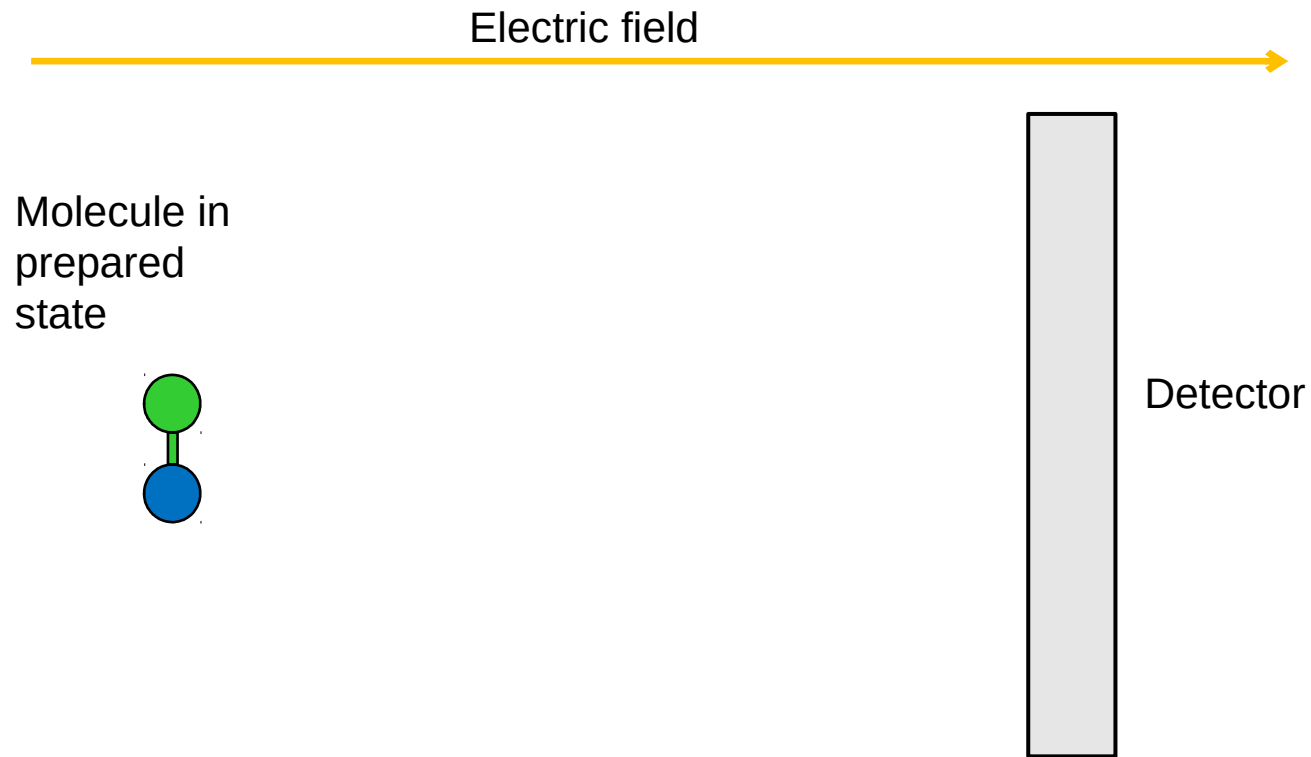 Electric field
Molecule in
prepared
state
Detector